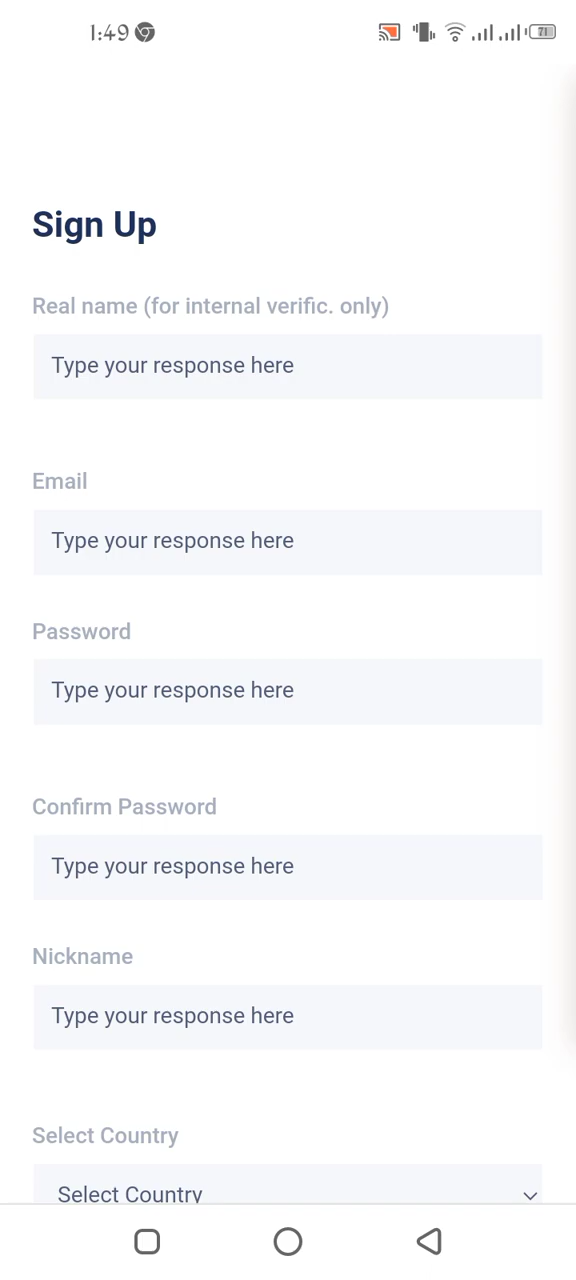 1:49
71
Sign Up
Real name (for internal verific. only)
Type your response here
Email
Type your response here
Password
Type your response here
Confirm Password
Type your response here
Nickname
Type your response here
Select Country
Select Country